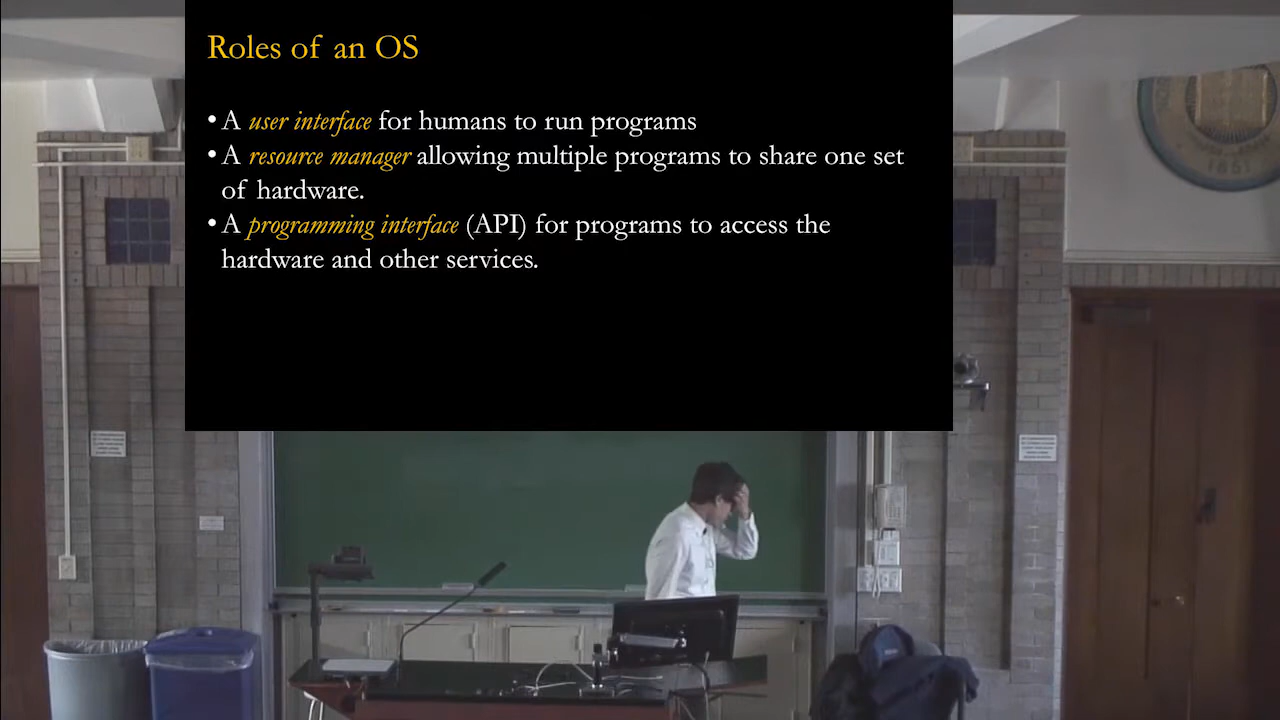 Roles of an OS
• A user interface for humans to run programs
• A resource manager allowing multiple programs to share one set
of hardware.
• A programming interface (API) for programs to access the
hardware and other services.
1851